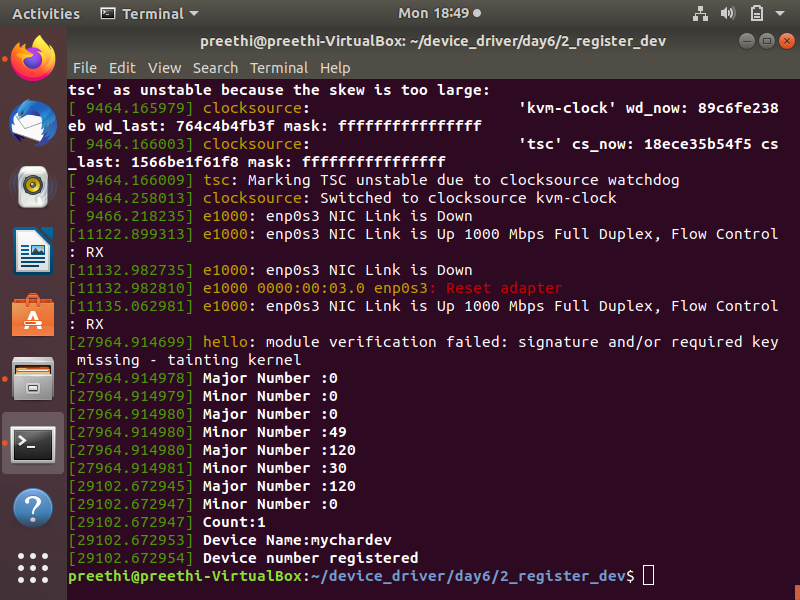 Activities
Terminal
Mon 18:49
preethi@preethi-VirtualBox: ~/device_driver/day6/2_register_dev
File Edit View Search Terminal Help
tsc' as unstable because the skew is too large:
[ 9464.165979] clocksource:                       'kvm-clock' wd_now: 89c6fe238
eb wd_last: 764c4b4fb3f mask: ffffffffffffffff
[ 9464.166003] clocksource:                       'tsc' cs_now: 18ece35b54f5 cs
_last: 1566be1f61f8 mask: ffffffffffffffff
[ 9464.166009] tsc: Marking TSC unstable due to clocksource watchdog
[ 9464.258013] clocksource: Switched to clocksource kvm-clock
[ 9466.218235] e1000: enp0s3 NIC Link is Down
[11122.899313] e1000: enp0s3 NIC Link is Up 1000 Mbps Full Duplex, Flow Control
: RX
[11132.982735] e1000: enp0s3 NIC Link is Down
[11132.982810] e1000 0000:00:03.0 enp0s3: Reset adapter
[11135.062981] e1000: enp0s3 NIC Link is Up 1000 Mbps Full Duplex, Flow Control
: RX
[27964.914699] hello: module verification failed: signature and/or required key
 missing - tainting kernel
[27964.914978] Major Number :0
[27964.914979] Minor Number :0
[27964.914980] Major Number :0
[27964.914980] Minor Number :49
[27964.914980] Major Number :120
[27964.914981] Minor Number :30
[29102.672945] Major Number :120
[29102.672947] Minor Number :0
[29102.672947] Count:1
[29102.672953] Device Name:mychardev
[29102.672954] Device number registered
preethi@preethi-VirtualBox:~/device_driver/day6/2_register_dev$